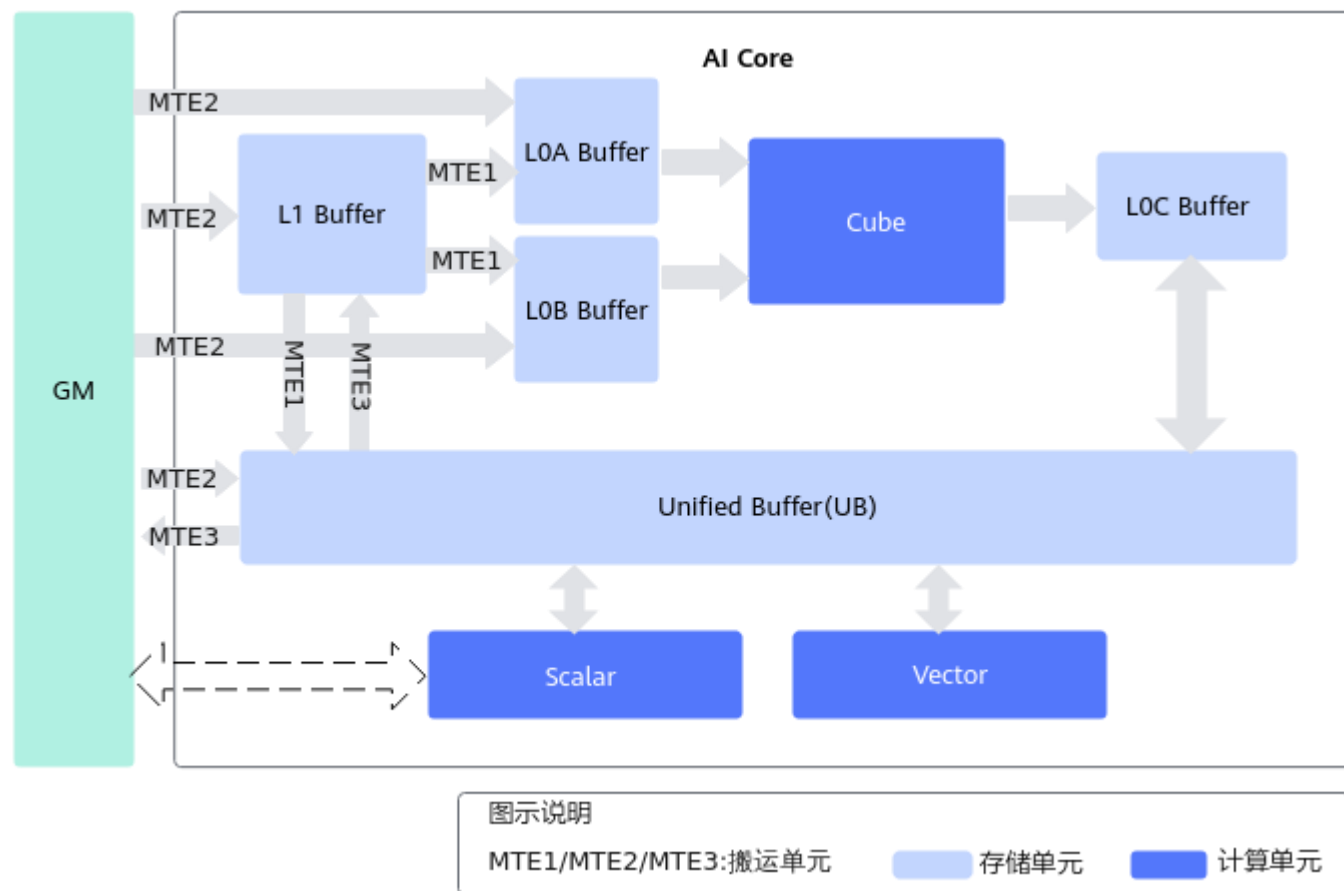 AI Core
MTE2
L0A Buffer
MTE1
L1 Buffer
MTE2
Cube
L0C Buffer
MTE1
L0B Buffer
MTE2
MTE1
MTE3
GM
MTE2
Unified Buffer(UB)
MTE3
Scalar
Vector
图示说明
MTE1/MTE2/MTE3:搬运单元
存储单元
计算单元